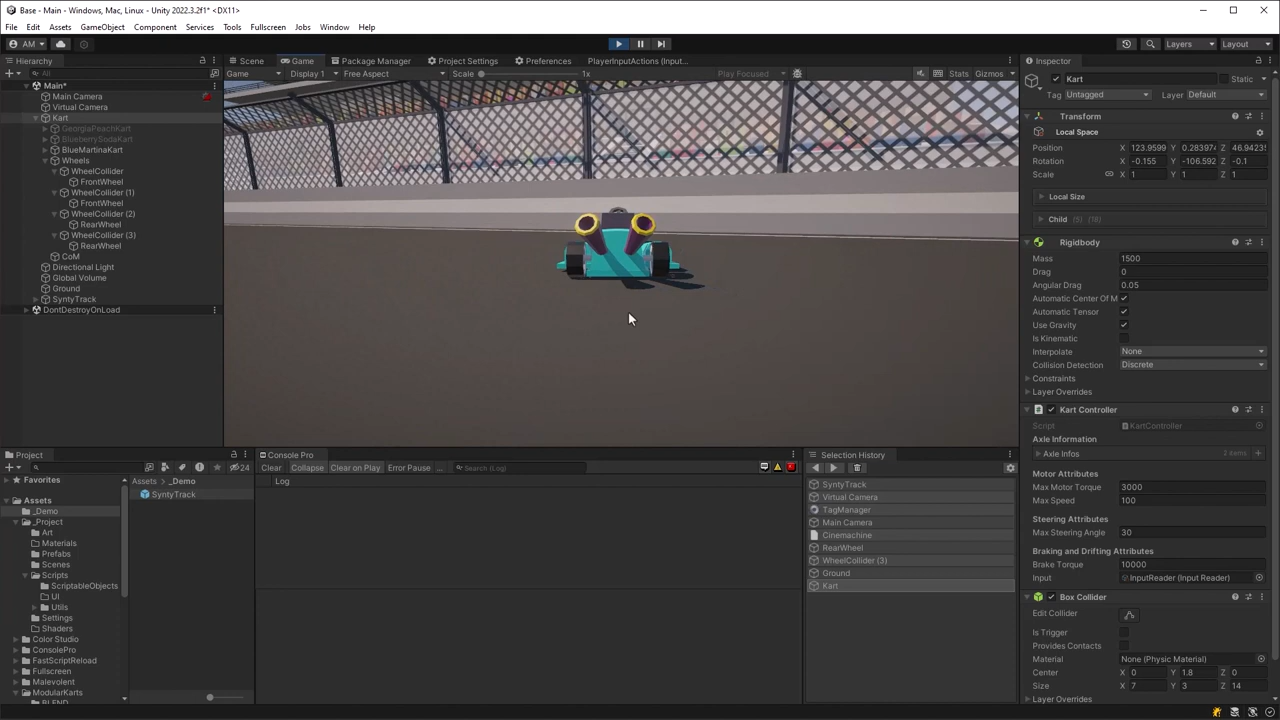 Base - Main - Windows, Mac, Linux - Unity 2022.3.2f1* <DX11>
File Edit Assets GameObject Component Services Tools Fullscreen Jobs Window Help
AM
Layers
Layout
Hierarchy
All
Main*
Main Camera
Virtual Camera
Kart
GeorgiaPeachKart
BlueberrySodaKart
BlueMartinaKart
Wheels
WheelCollider
FrontWheel
WheelCollider (1)
FrontWheel
WheelCollider (2)
RearWheel
WheelCollider (3)
RearWheel
CoM
Directional Light
Global Volume
Ground
SyntyTrack
DontDestroyOnLoad
Scene Game Package Manager Project Settings Preferences PlayerInputActions (Input...
Game Display 1 Free Aspect Scale 1x Play Focused Stats Gizmos
Inspector
Kart Static
Tag Untagged Layer Default
Transform
Local Space
Position X 123.9599 Y 0.283974 Z 46.94235
Rotation X -0.155 Y -106.592 Z -0.1
Scale X 1 Y 1 Z 1
Local Size
Child (5) (18)
Rigidbody
Mass 1500
Drag 0
Angular Drag 0.05
Automatic Center Of M
Automatic Tensor
Use Gravity
Is Kinematic
Interpolate None
Collision Detection Discrete
Constraints
Layer Overrides
Kart Controller
Script KartController
Axle Information
Axle Infos 2 items
Motor Attributes
Max Motor Torque 3000
Max Speed 100
Steering Attributes
Max Steering Angle 30
Braking and Drifting Attributes
Brake Torque 10000
Input InputReader (Input Reader)
Box Collider
Edit Collider
Is Trigger
Provides Contacts
Material None (Physic Material)
Center X 0 Y 1.8 Z 0
Size X 7 Y 3 Z 14
Layer Overrides
Project
24
Favorites
Assets
_Demo
_Project
Art
Materials
Prefabs
Scenes
Scripts
ScriptableObjects
UI
Utils
Settings
Shaders
Color Studio
ConsolePro
FastScriptReload
Fullscreen
Malevolent
ModularKarts
BLEND
Assets > _Demo
SyntyTrack
Console Pro
Clear Collapse Clear on Play Error Pause ... Search (Log)
Log
Selection History
SyntyTrack
Virtual Camera
TagManager
Main Camera
Cinemachine
RearWheel
WheelCollider (3)
Ground
Kart